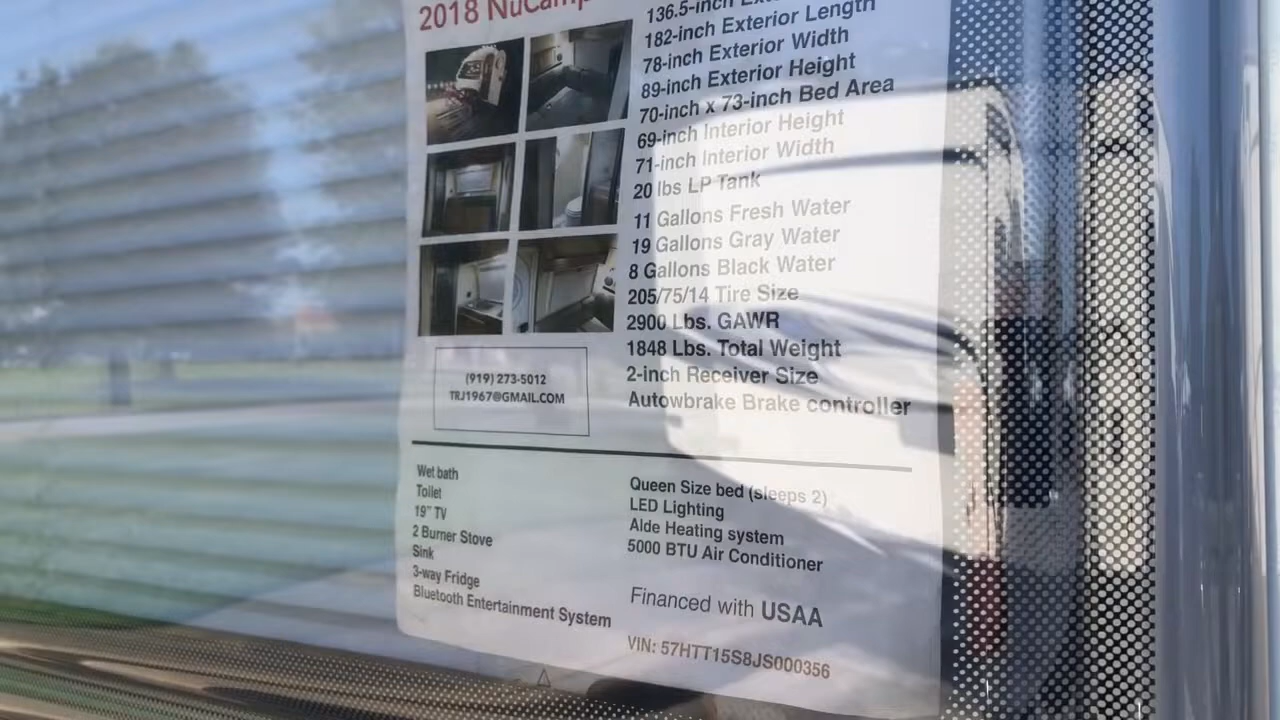 2018 NuCamp
136.5-inch
182-inch Exterior Length
78-inch Exterior Width
89-inch Exterior Height
70-inch x 73-inch Bed Area
69-inch Interior Height
71-inch Interior Width
20 lbs LP Tank
11 Gallons Fresh Water
19 Gallons Gray Water
8 Gallons Black Water
205/75/14 Tire Size
2900 Lbs. GAWR
1848 Lbs. Total Weight
2-inch Receiver Size
Autowbrake Brake controller
(919) 273-5012
TRJ1967@GMAIL.COM
Wet bath
Toilet
19" TV
2 Burner Stove
Sink
3-way Fridge
Bluetooth Entertainment System
Queen Size bed (sleeps 2)
LED Lighting
Alde Heating system
5000 BTU Air Conditioner
Financed with USAA
VIN: 57HTT15S8JS000356